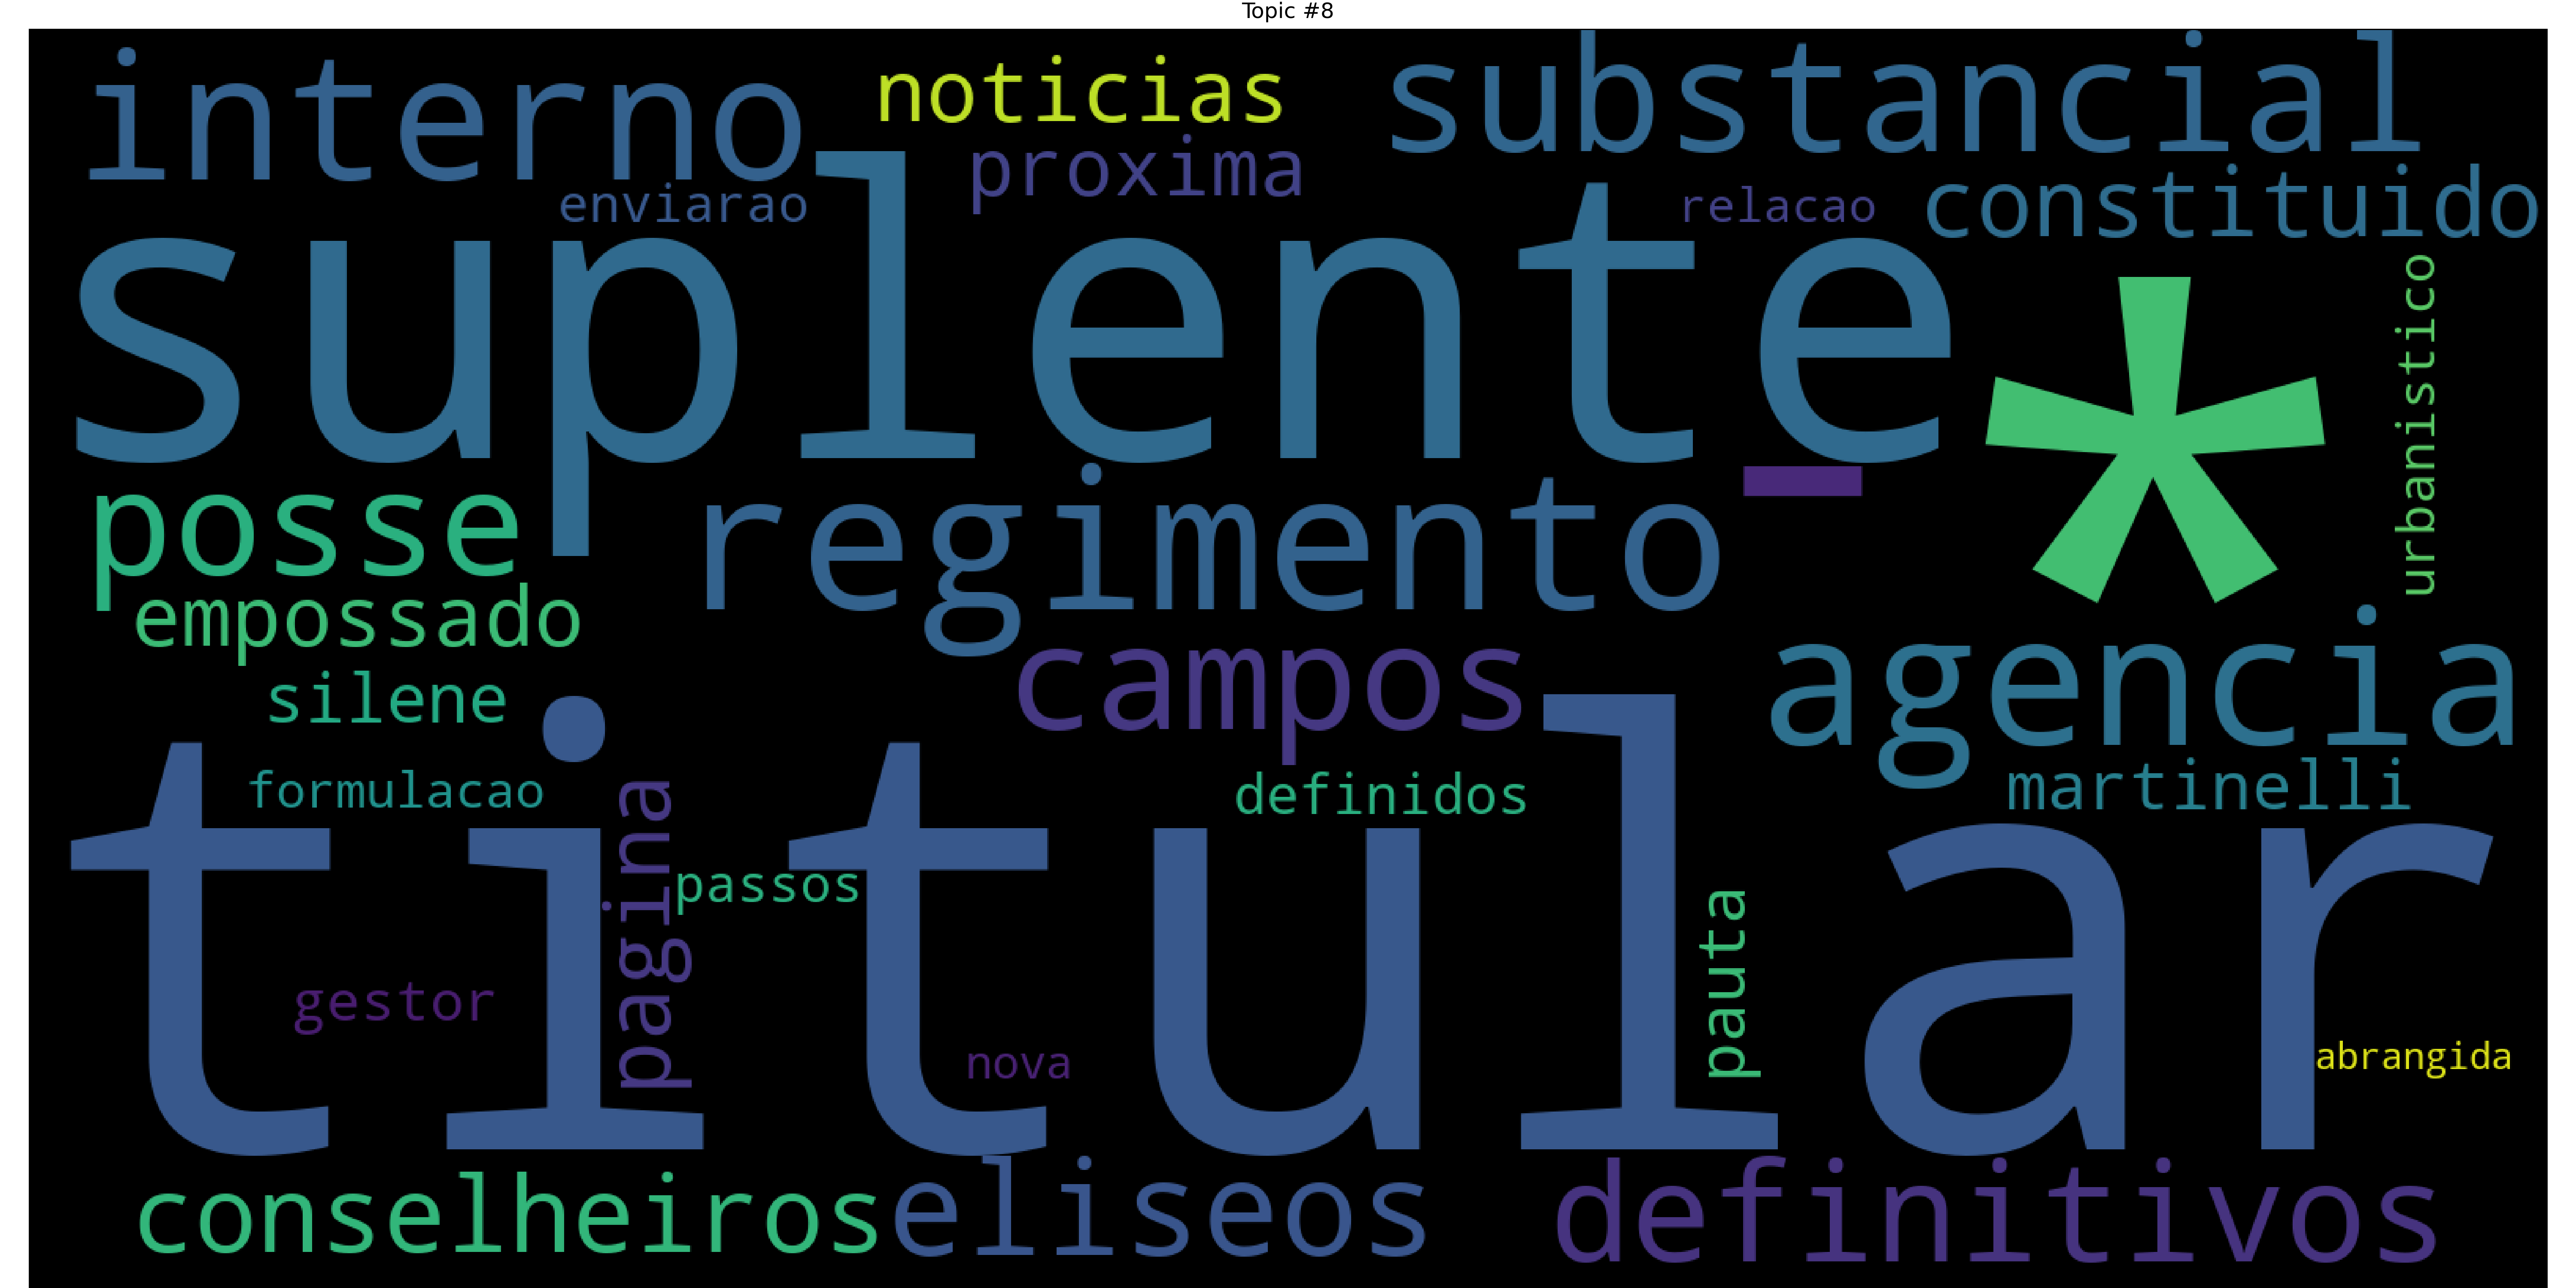 Topic #8
interno
noticias
substancial
proxima
enviarao
relacao
constituido
suplente
*
urbanistico
posse
regimento
-
empossado
campos
agencia
silene
formulacao
definidos
martinelli
titular
pagina
passos
pauta
gestor
nova
abrangida
conselheiros
eliseos
definitivos